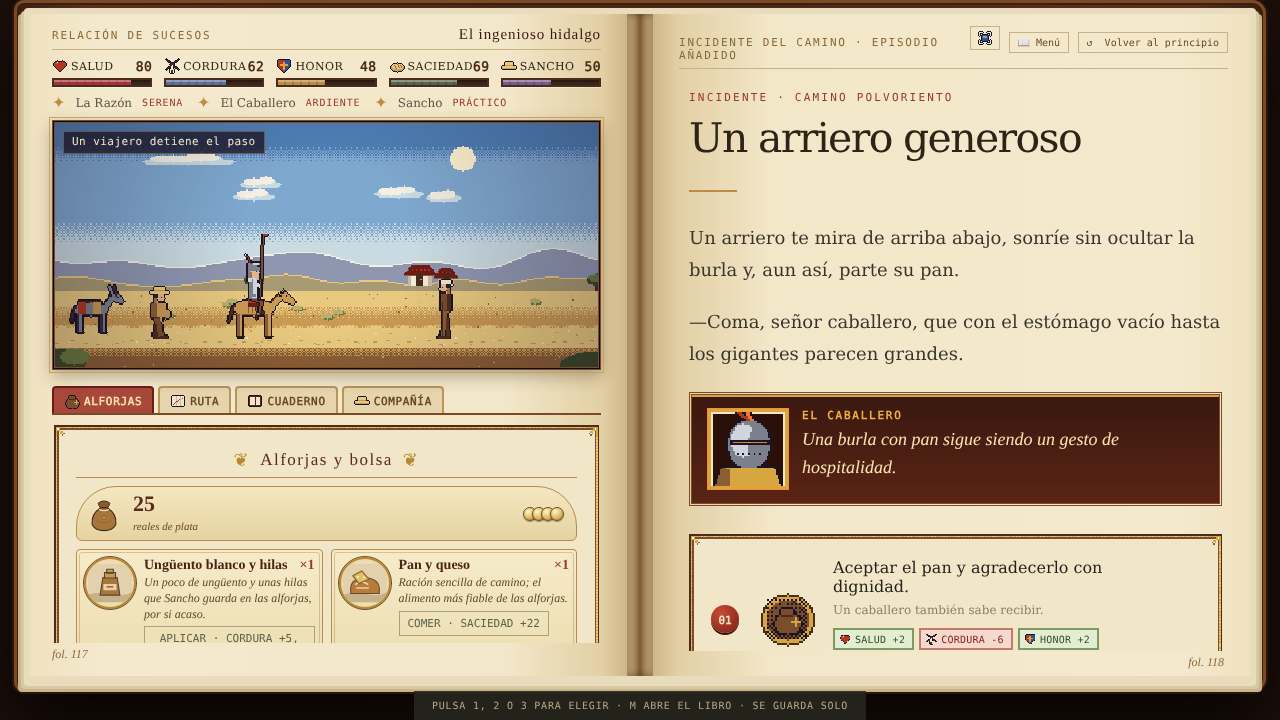 RELACIÓN DE SUCESOS
El ingenioso hidalgo
SALUD 80
CORDURA 62
HONOR 48
SACIEDAD 69
SANCHO 50
La Razón SERENA
El Caballero ARDIENTE
Sancho PRÁCTICO
Un viajero detiene el paso
ALFORJAS
RUTA
CUADERNO
COMPAÑÍA
Alforjas y bolsa
25
reales de plata
Ungüento blanco y hilas ×1
Un poco de ungüento y unas hilas
que Sancho guarda en las alforjas,
por si acaso.
APLICAR · CORDURA +5,
Pan y queso ×1
Ración sencilla de camino; el
alimento más fiable de las alforjas.
COMER · SACIEDAD +22
fol. 117
INCIDENTE DEL CAMINO · EPISODIO
AÑADIDO
Menú
↺ Volver al principio
INCIDENTE · CAMINO POLVORIENTO
Un arriero generoso
Un arriero te mira de arriba abajo, sonríe sin ocultar la
burla y, aun así, parte su pan.
—Coma, señor caballero, que con el estómago vacío hasta
los gigantes parecen grandes.
EL CABALLERO
Una burla con pan sigue siendo un gesto de
hospitalidad.
01
Aceptar el pan y agradecerlo con
dignidad.
Un caballero también sabe recibir.
SALUD +2
CORDURA -6
HONOR +2
fol. 118
PULSA 1, 2 O 3 PARA ELEGIR · M ABRE EL LIBRO · SE GUARDA SOLO